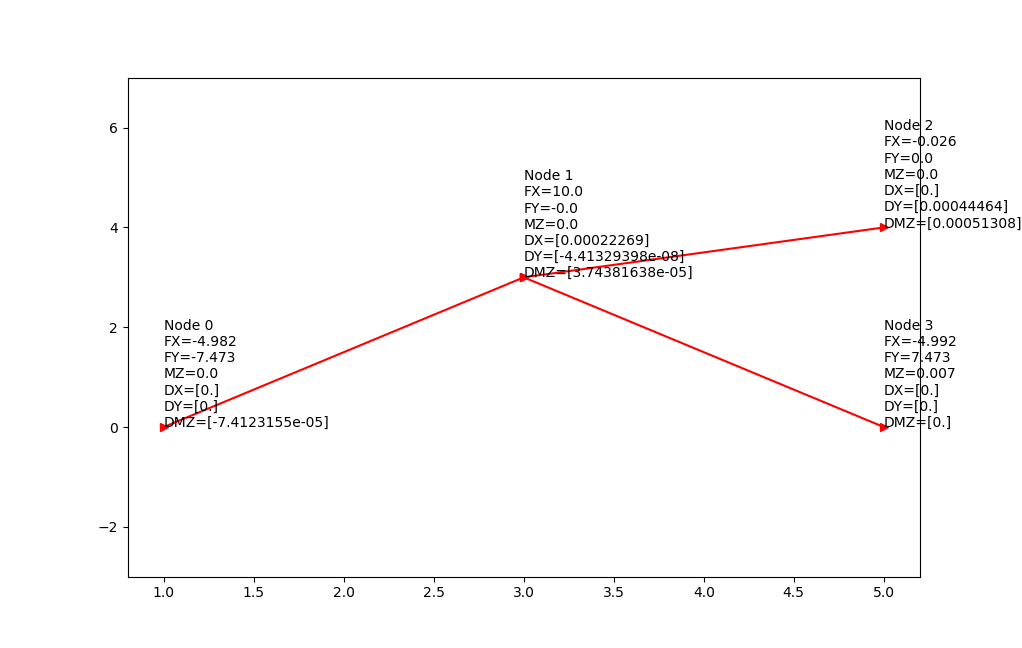 6
4
2
0
−2
1.0
1.5
2.0
2.5
3.0
3.5
4.0
4.5
5.0
Node 0
FX=-4.982
FY=-7.473
MZ=0.0
DX=[0.]
DY=[0.]
DMZ=[-7.4123155e-05]
Node 1
FX=10.0
FY=-0.0
MZ=0.0
DX=[0.00022269]
DY=[-4.41329398e-08]
DMZ=[3.74381638e-05]
Node 2
FX=-0.026
FY=0.0
MZ=0.0
DX=[0.]
DY=[0.00044464]
DMZ=[0.00051308]
Node 3
FX=-4.992
FY=7.473
MZ=0.007
DX=[0.]
DY=[0.]
DMZ=[0.]